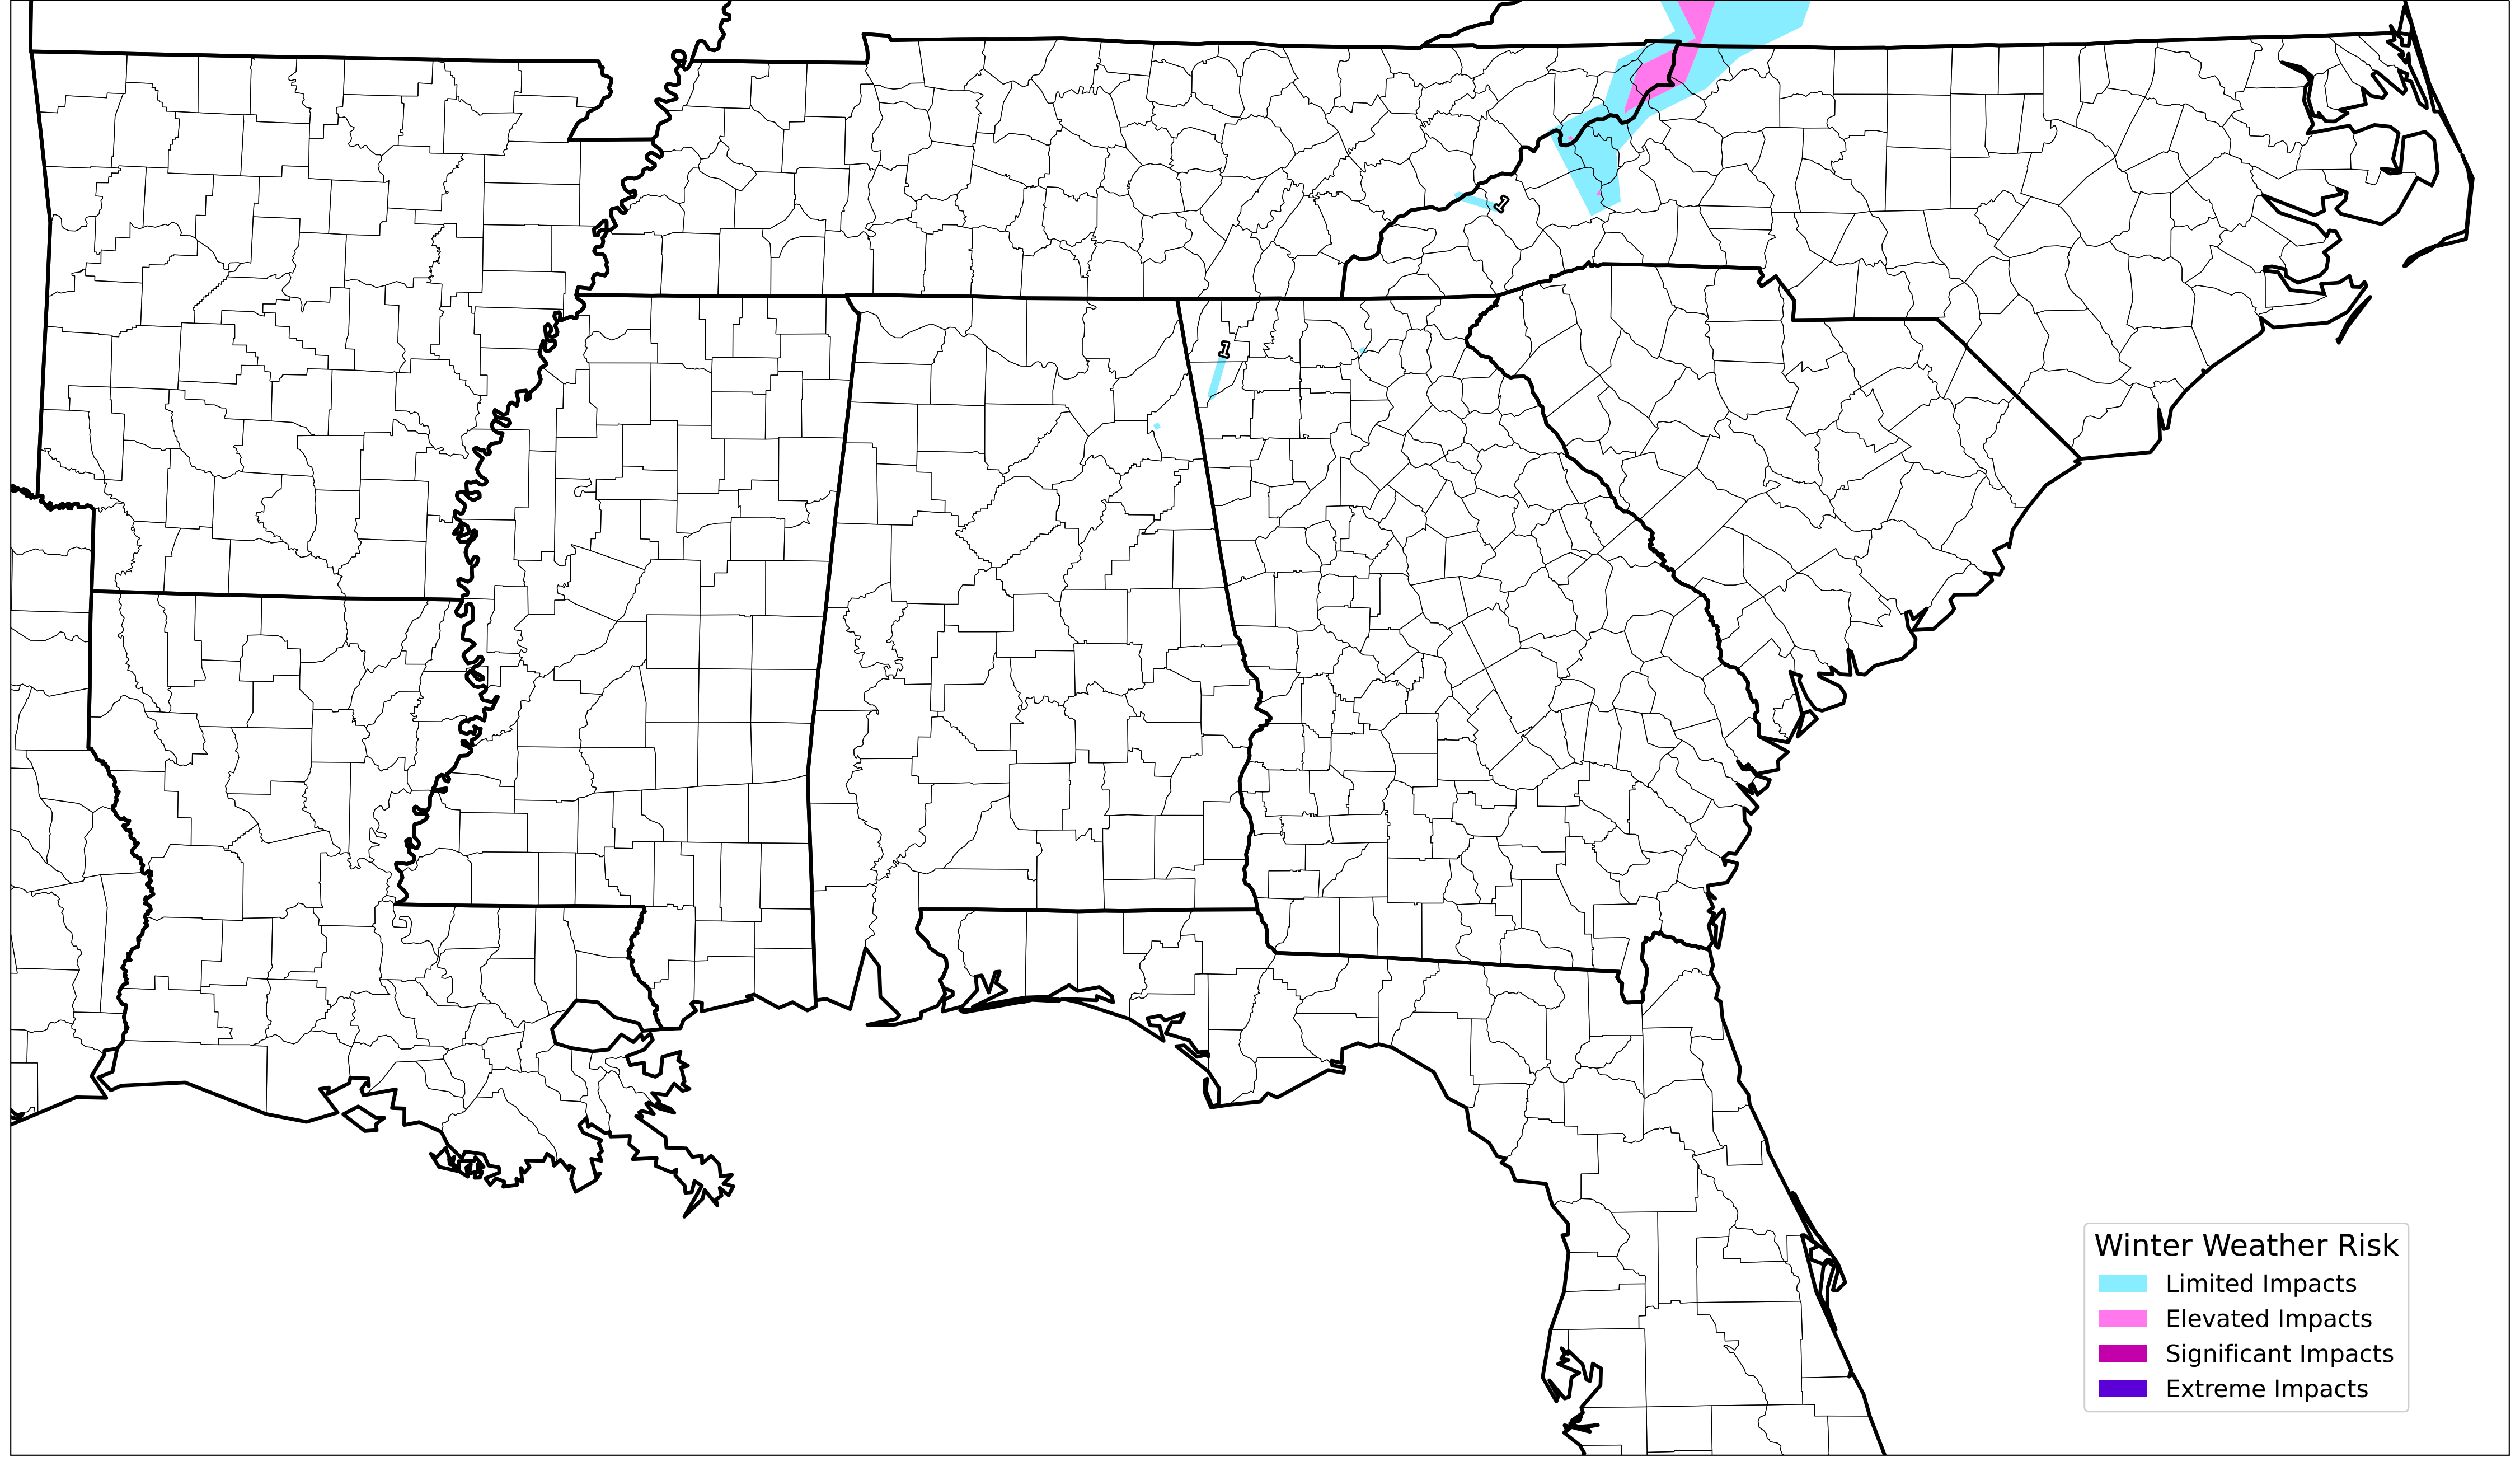 1
1
Winter Weather Risk
Limited Impacts
Elevated Impacts
Significant Impacts
Extreme Impacts